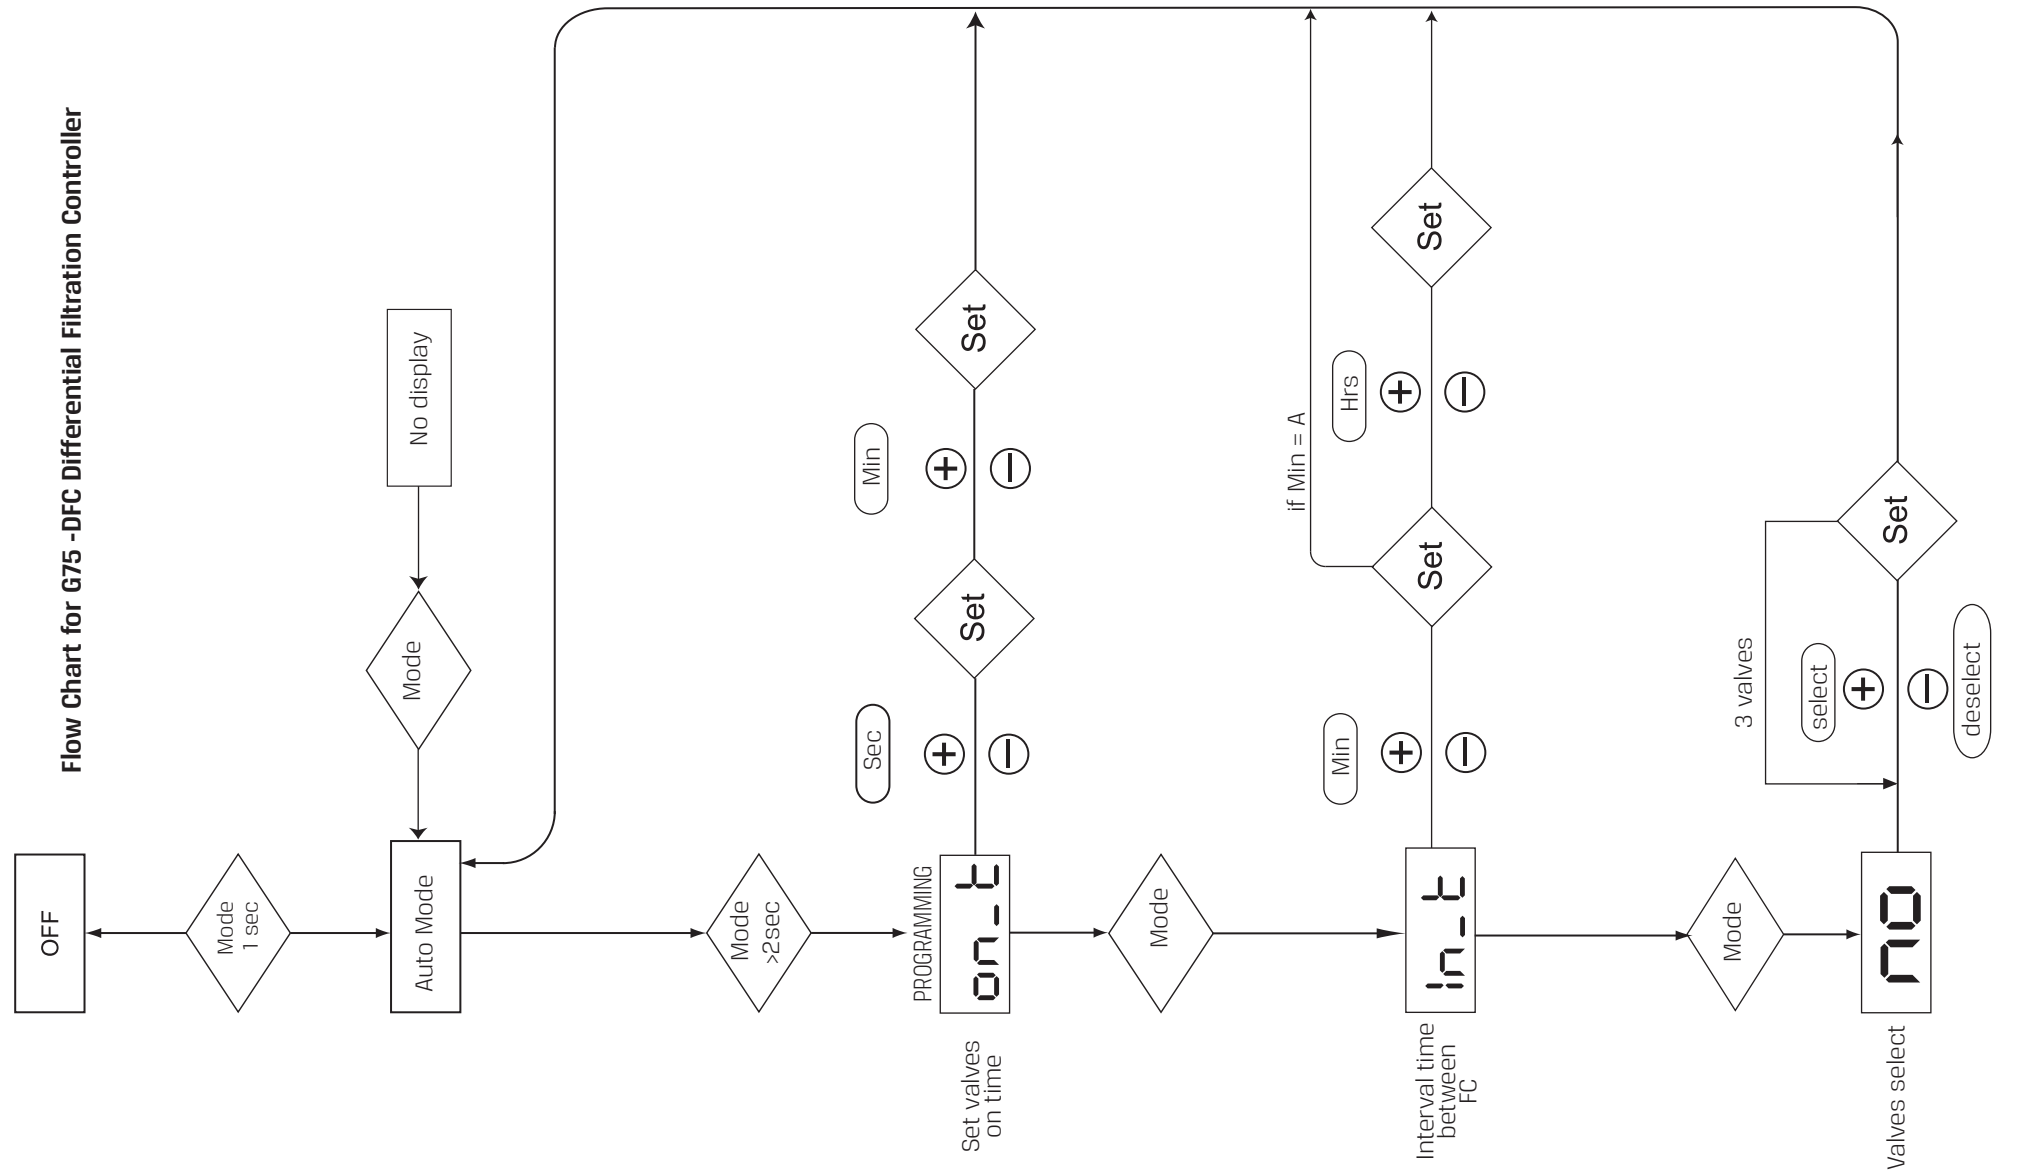 Flow Chart for G75 -DFC Differential Filtration Controller
OFF
Mode
1 sec
Auto Mode
Mode
No display
Mode
>2sec
PROGRAMMING
on_t
Set valves
on time
Sec
+
−
Set
Min
+
−
Set
Mode
In_t
Interval time
between
FC
Min
+
−
Set
if Min = A
Hrs
+
−
Set
Mode
no
Valves select
3 valves
select
+
−
deselect
Set